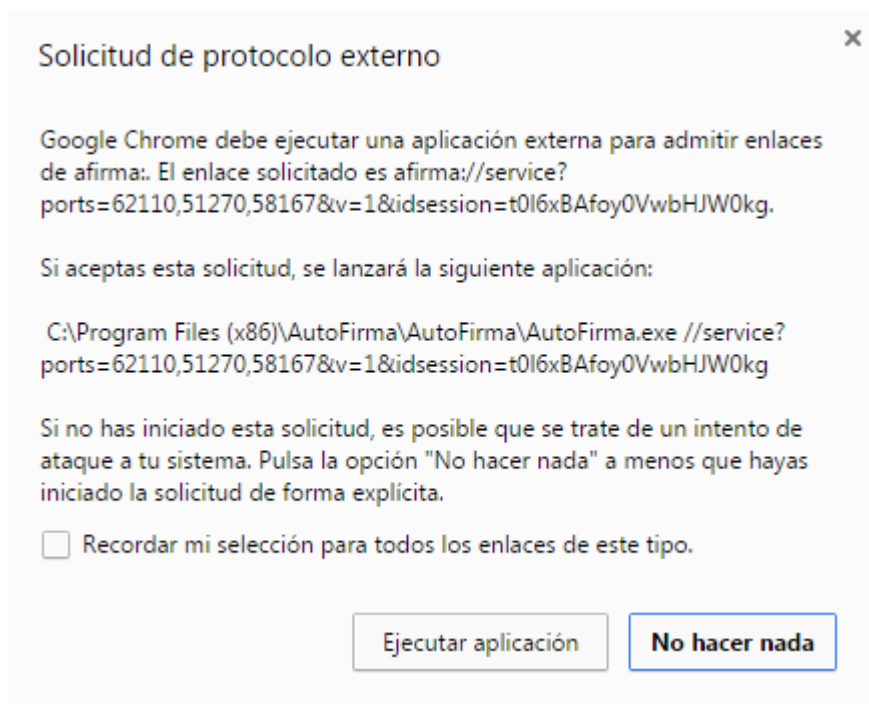 Solicitud de protocolo externo
Google Chrome debe ejecutar una aplicación externa para admitir enlaces
de afirma:. El enlace solicitado es afirma://service?
ports=62110,51270,58167&v=1&idsession=t0I6xBAfoy0VwbHJW0kg.
Si aceptas esta solicitud, se lanzará la siguiente aplicación:
C:\Program Files (x86)\AutoFirma\AutoFirma\AutoFirma.exe //service?
ports=62110,51270,58167&v=1&idsession=t0I6xBAfoy0VwbHJW0kg
Si no has iniciado esta solicitud, es posible que se trate de un intento de
ataque a tu sistema. Pulsa la opción "No hacer nada" a menos que hayas
iniciado la solicitud de forma explícita.
Recordar mi selección para todos los enlaces de este tipo.
Ejecutar aplicación
No hacer nada